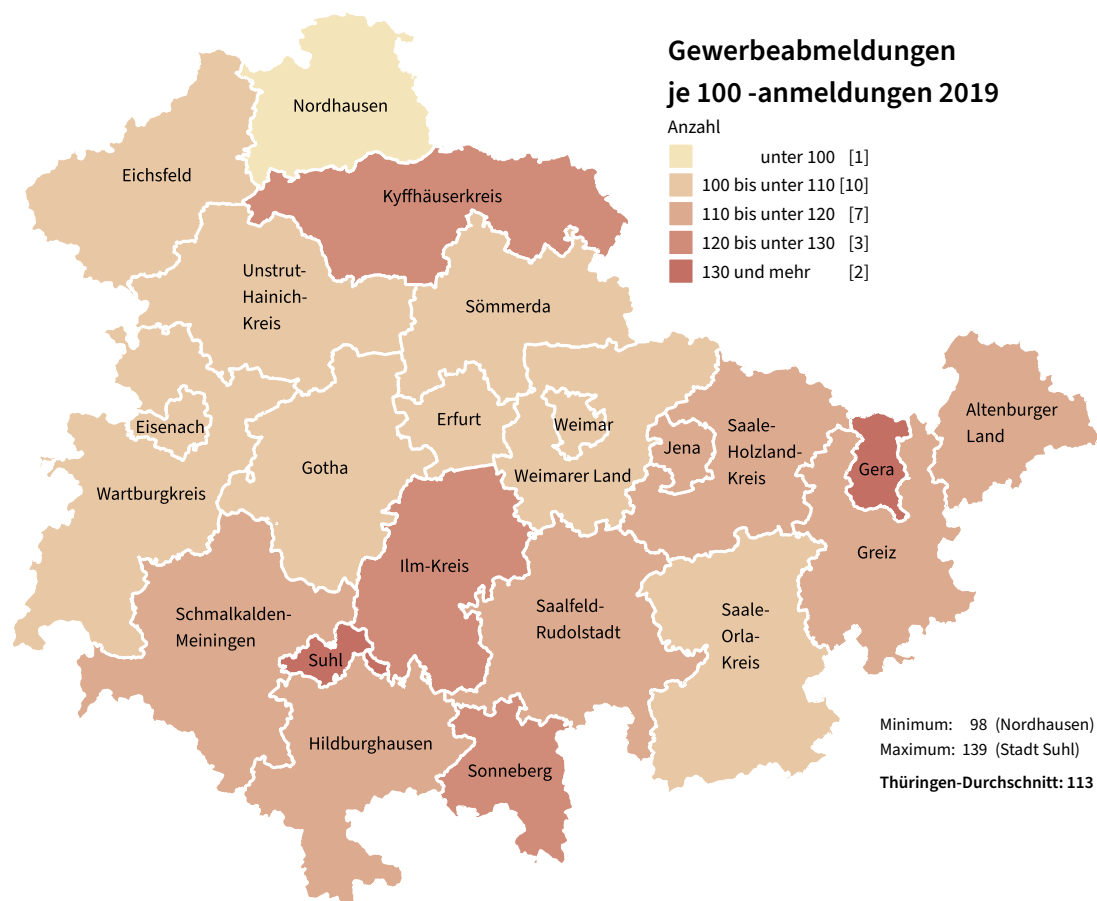 Gewerbeabmeldungen
je 100 -anmeldungen 2019
Anzahl
unter 100 [1]
100 bis unter 110 [10]
110 bis unter 120 [7]
120 bis unter 130 [3]
130 und mehr [2]
Nordhausen
Eichsfeld
Kyffhäuserkreis
Unstrut-
Hainich-
Kreis
Sömmerda
Eisenach
Erfurt
Weimar
Jena
Saale-
Holzland-
Kreis
Altenburger
Land
Gotha
Weimarer Land
Gera
Wartburgkreis
Ilm-Kreis
Greiz
Schmalkalden-
Meiningen
Saalfeld-
Rudolstadt
Saale-
Orla-
Kreis
Suhl
Hildburghausen
Sonneberg
Minimum: 98 (Nordhausen)
Maximum: 139 (Stadt Suhl)
Thüringen-Durchschnitt: 113